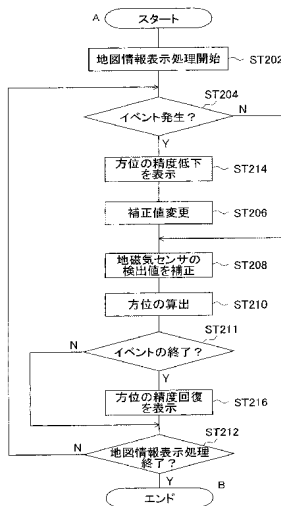 A
スタート
地図情報表示処理開始
ST202
ST204
イベント発生?
N
Y
方位の精度低下
を表示
ST214
補正値変更
ST206
地磁気センサの
検出値を補正
ST208
方位の算出
ST210
ST211
N
イベントの終了?
Y
方位の精度回復
を表示
ST216
ST212
N
地図情報表示処理
終了?
Y
B
エンド